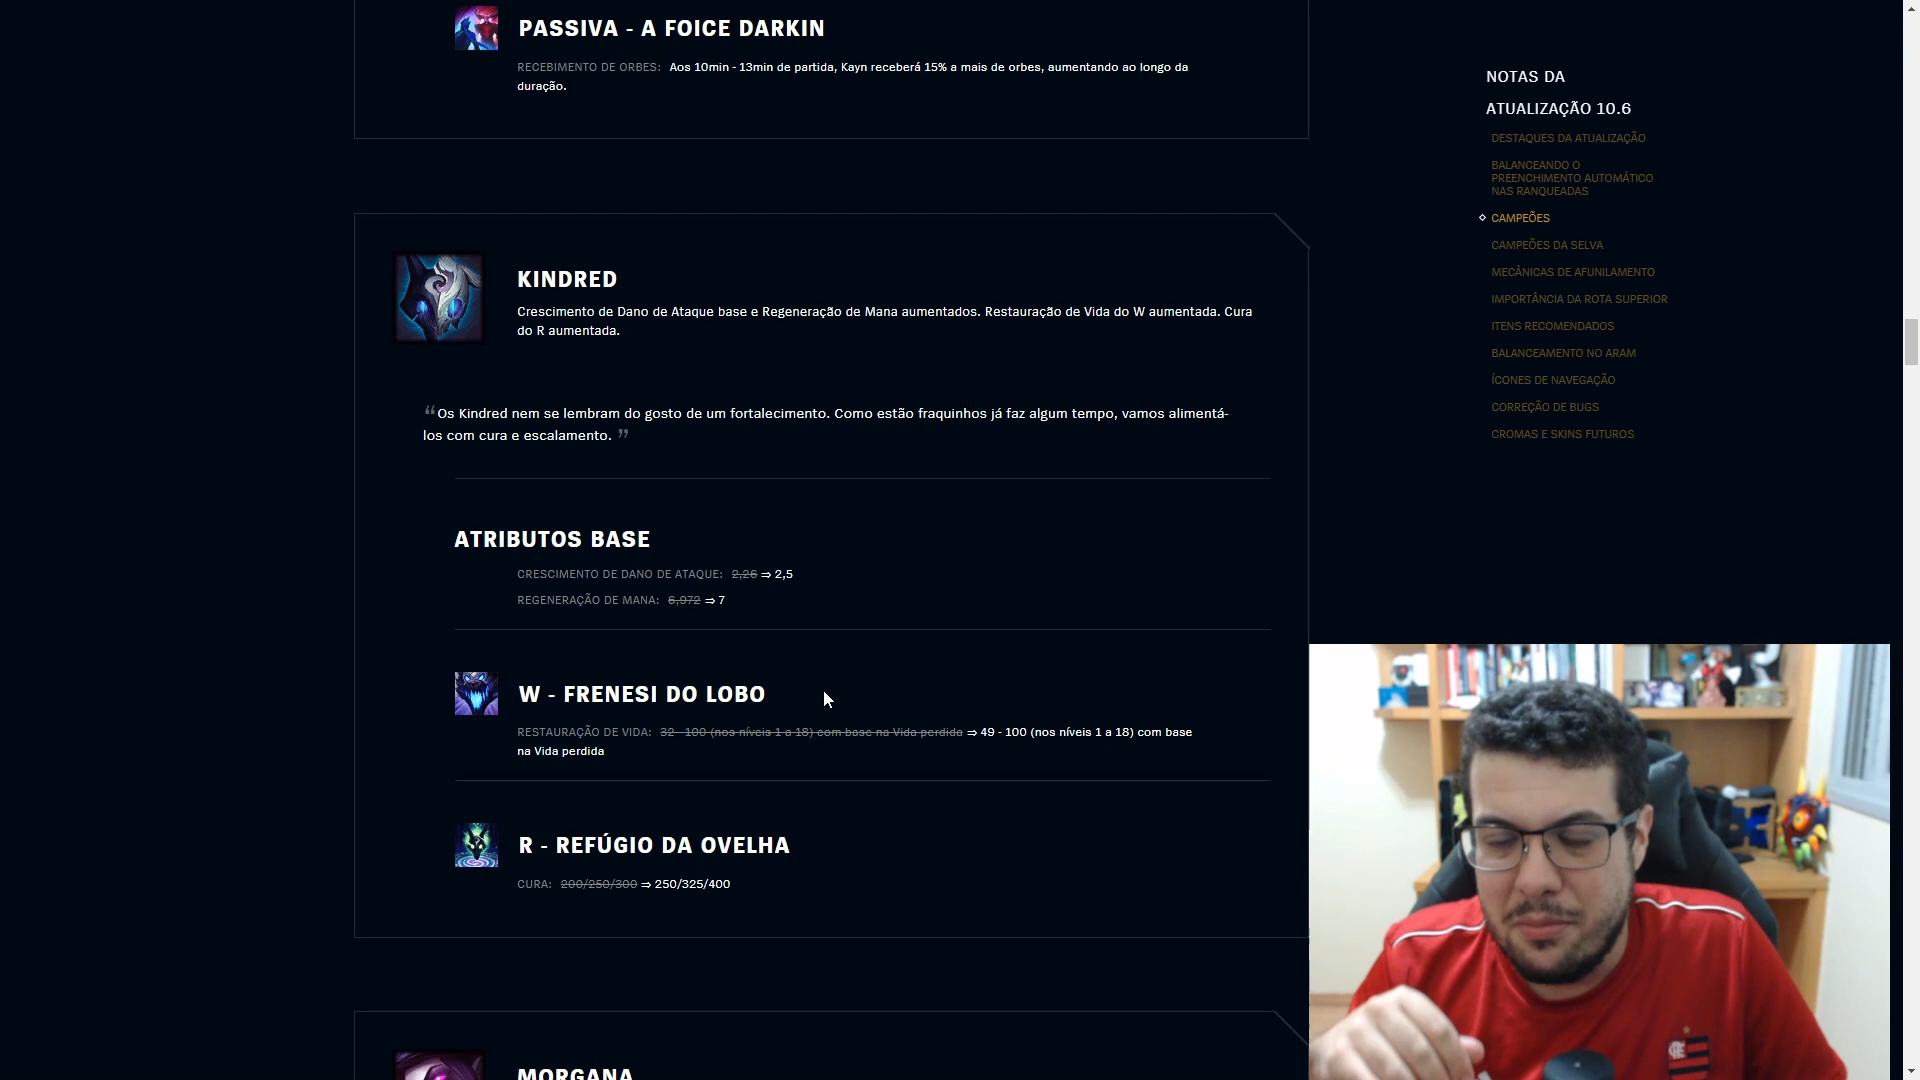 PASSIVA - A FOICE DARKIN
RECEBIMENTO DE ORBES: Aos 10min - 13min de partida, Kayn receberá 15% a mais de orbes, aumentando ao longo da
duração.
KINDRED
Crescimento de Dano de Ataque base e Regeneração de Mana aumentados. Restauração de Vida do W aumentada. Cura
do R aumentada.
“Os Kindred nem se lembram do gosto de um fortalecimento. Como estão fraquinhos já faz algum tempo, vamos alimentá-
los com cura e escalamento. ”
ATRIBUTOS BASE
CRESCIMENTO DE DANO DE ATAQUE: 2,26 ⇒ 2,5
REGENERAÇÃO DE MANA: 6,972 ⇒ 7
W - FRENESI DO LOBO
RESTAURAÇÃO DE VIDA: 32 - 100 (nos níveis 1 a 18) com base na Vida perdida ⇒ 49 - 100 (nos níveis 1 a 18) com base
na Vida perdida
R - REFÚGIO DA OVELHA
CURA: 200/250/300 ⇒ 250/325/400
MORGANA
NOTAS DA
ATUALIZAÇÃO 10.6
DESTAQUES DA ATUALIZAÇÃO
BALANCEANDO O
PREENCHIMENTO AUTOMÁTICO
NAS RANQUEADAS
CAMPEÕES
CAMPEÕES DA SELVA
MECÂNICAS DE AFUNILAMENTO
IMPORTÂNCIA DA ROTA SUPERIOR
ITENS RECOMENDADOS
BALANCEAMENTO NO ARAM
ÍCONES DE NAVEGAÇÃO
CORREÇÃO DE BUGS
CROMAS E SKINS FUTUROS